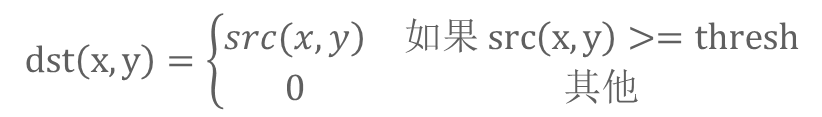 dst(x,y) = { src(x,y) 如果 src(x,y) >= thresh
0 其他